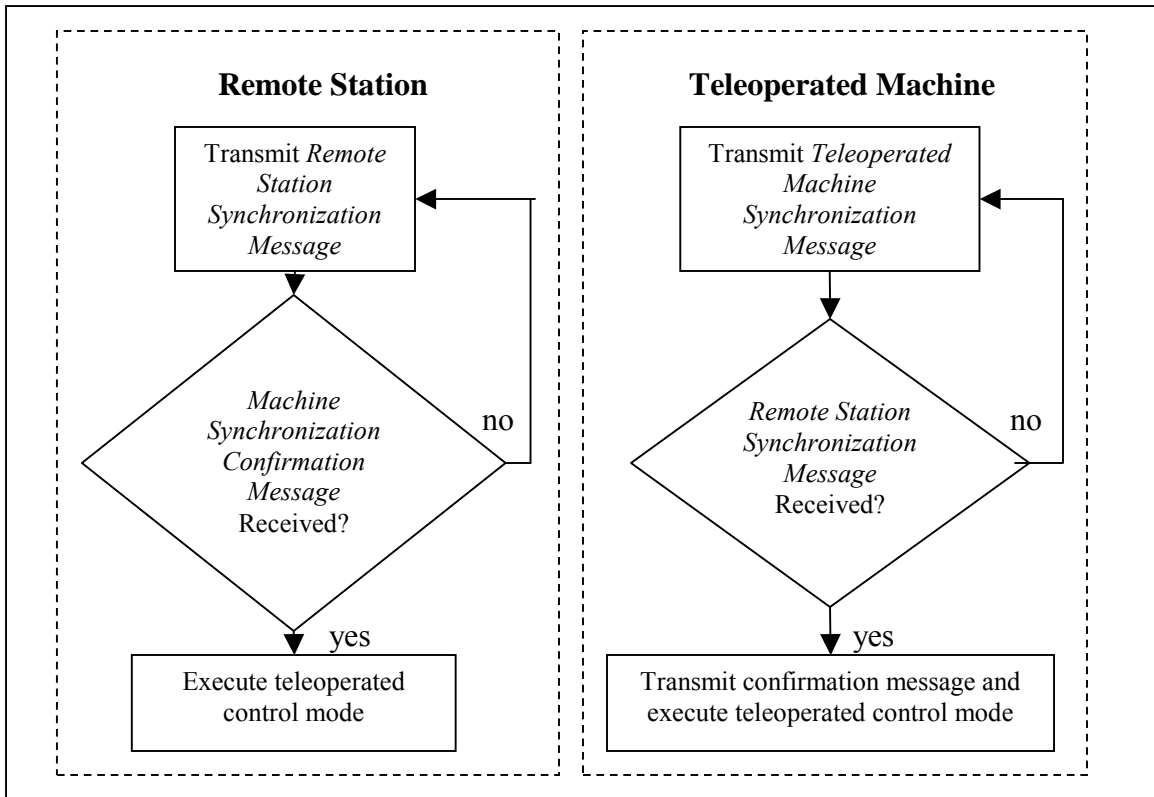 Remote Station
Transmit Remote
Station
Synchronization
Message
Machine
Synchronization
Confirmation
Message
Received?
no
yes
Execute teleoperated
control mode
Teleoperated Machine
Transmit Teleoperated
Machine
Synchronization
Message
Remote Station
Synchronization
Message
Received?
no
yes
Transmit confirmation message and
execute teleoperated control mode